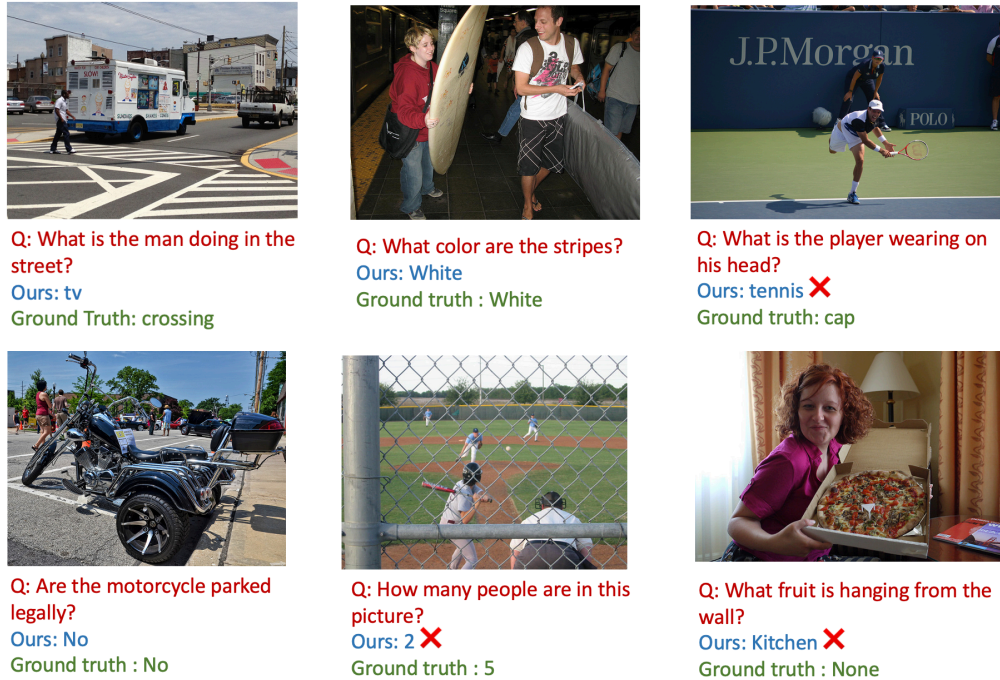 SLOW!
J.P.Morgan
POLO
Q: What is the man doing in the
street?
Ours: tv
Ground Truth: crossing
Q: What color are the stripes?
Ours: White
Ground truth : White
Q: What is the player wearing on
his head?
Ours: tennis ❌
Ground truth: cap
Q: Are the motorcycle parked
legally?
Ours: No
Ground truth : No
Q: How many people are in this
picture?
Ours: 2 ❌
Ground truth : 5
Q: What fruit is hanging from the
wall?
Ours: Kitchen ❌
Ground truth : None